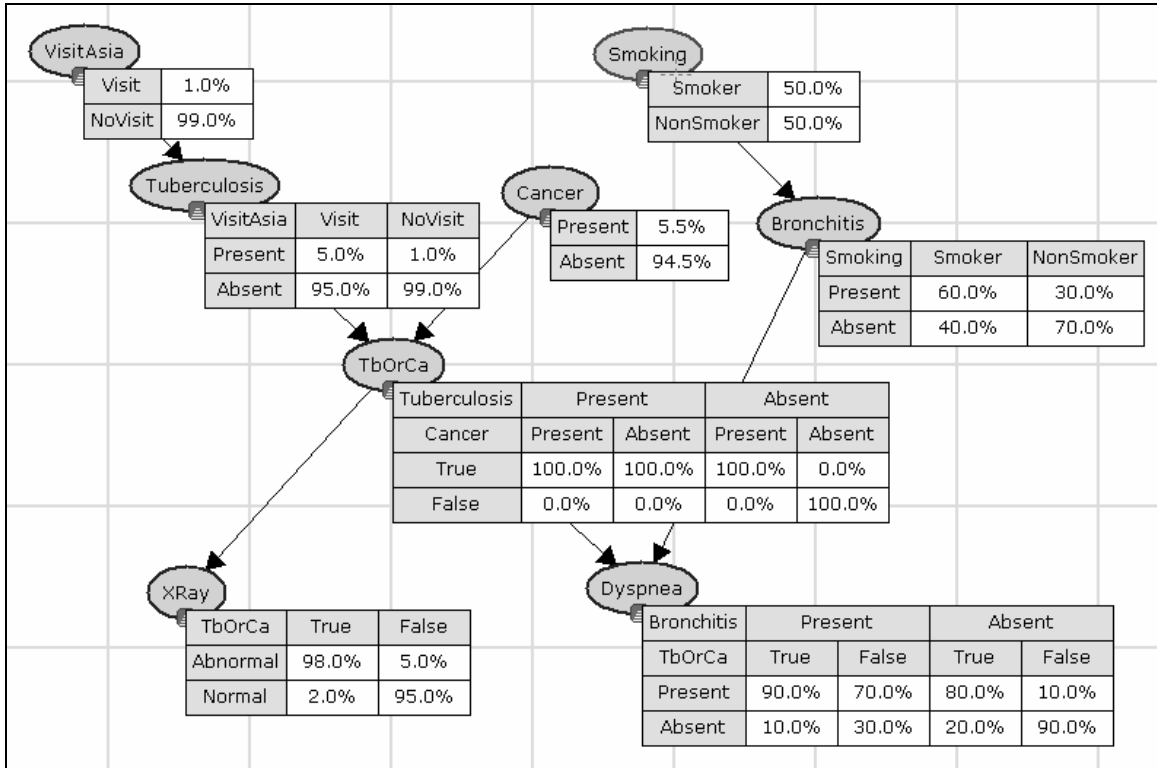 VisitAsia
Visit 1.0%
NoVisit 99.0%
Smoking
Smoker 50.0%
NonSmoker 50.0%
Tuberculosis
VisitAsia Visit NoVisit
Present 5.0% 1.0%
Absent 95.0% 99.0%
Cancer
Present 5.5%
Absent 94.5%
Bronchitis
Smoking Smoker NonSmoker
Present 60.0% 30.0%
Absent 40.0% 70.0%
TbOrCa
Tuberculosis Present Absent
Cancer Present Absent Present Absent
True 100.0% 100.0% 100.0% 0.0%
False 0.0% 0.0% 0.0% 100.0%
XRay
TbOrCa True False
Abnormal 98.0% 5.0%
Normal 2.0% 95.0%
Dyspnea
Bronchitis Present Absent
TbOrCa True False True False
Present 90.0% 70.0% 80.0% 10.0%
Absent 10.0% 30.0% 20.0% 90.0%